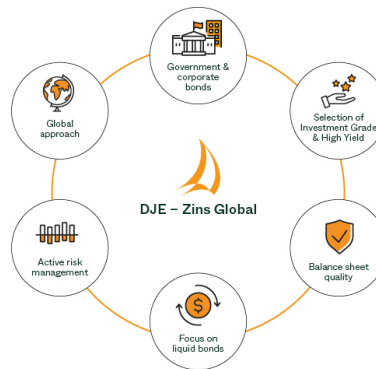 Government &
corporate
bonds
Selection of
Investment Grade
& High Yield
Balance sheet
quality
$
Focus on
liquid bonds
Active risk
management
Global
approach
DJE – Zins Global